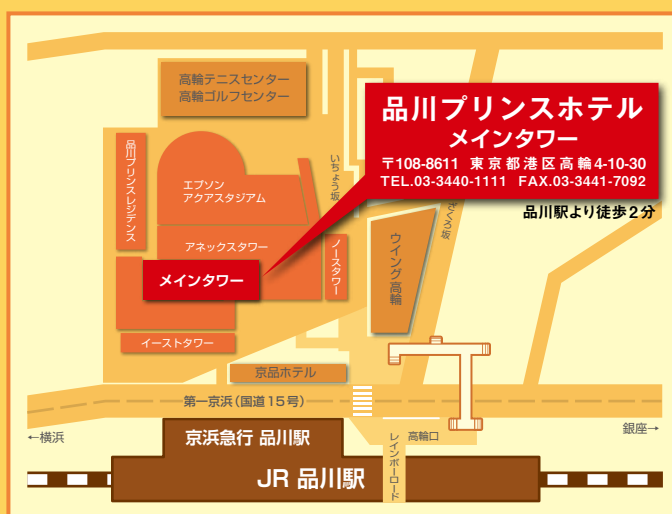 高輪テニスセンター
高輪ゴルフセンター
品川プリンスホテル
メインタワー
〒108-8611 東京都港区高輪4-10-30
TEL.03-3440-1111 FAX.03-3441-7092
品川駅より徒歩2分
品川プリンスレジデンス
エプソン
アクアスタジアム
いちょう坂
ざくろ坂
アネックスタワー
ノースタワー
ウイング高輪
メインタワー
イーストタワー
京品ホテル
第一京浜(国道15号)
←横浜
京浜急行 品川駅
高輪口
銀座→
レインボーロード
JR 品川駅